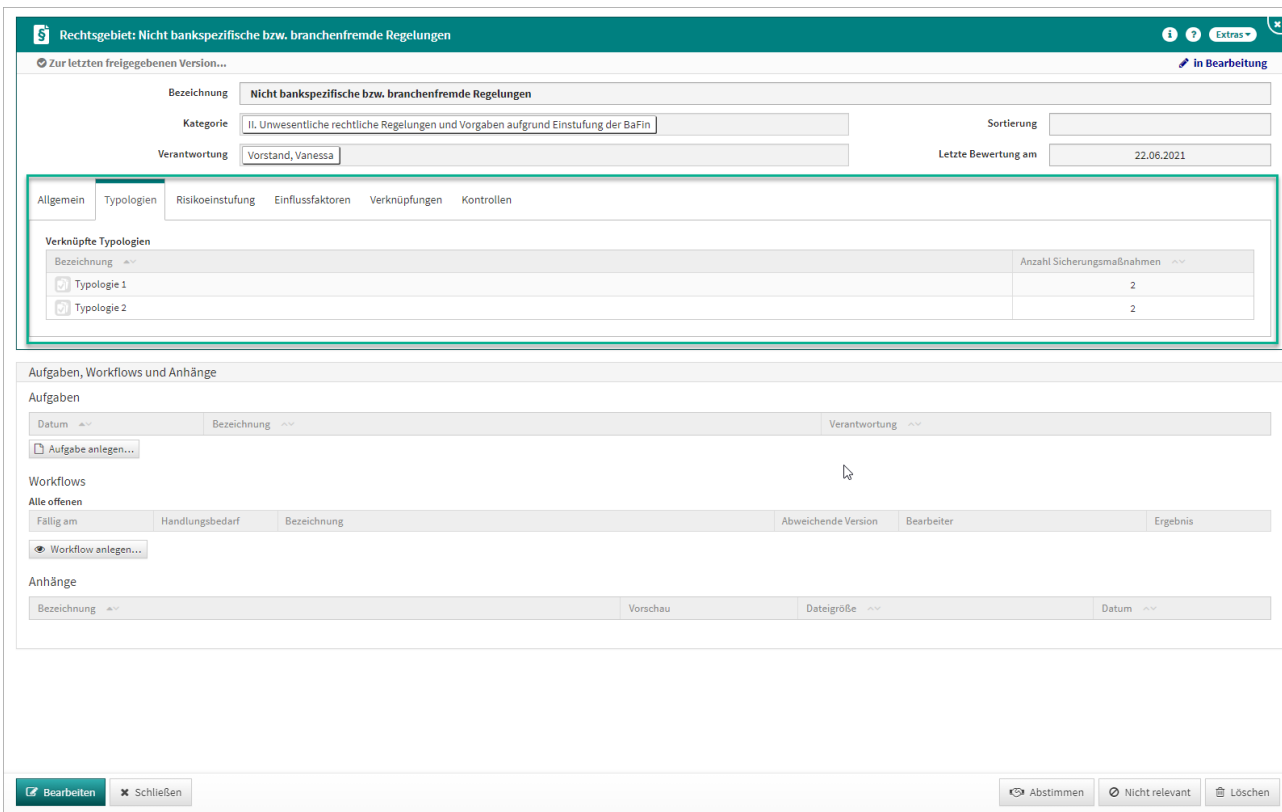 Rechtsgebiet: Nicht bankspezifische bzw. branchenfremde Regelungen
Extras
Zur letzten freigegebenen Version...
in Bearbeitung
Bezeichnung Nicht bankspezifische bzw. branchenfremde Regelungen
Kategorie II. Unwesentliche rechtliche Regelungen und Vorgaben aufgrund Einstufung der BaFin Sortierung
Verantwortung Vorstand, Vanessa Letzte Bewertung am 22.06.2021
Allgemein Typologien Risikoeinstufung Einflussfaktoren Verknüpfungen Kontrollen
Verknüpfte Typologien
Bezeichnung Anzahl Sicherungsmaßnahmen
Typologie 1 2
Typologie 2 2
Aufgaben, Workflows und Anhänge
Aufgaben
Datum Bezeichnung Verantwortung
Aufgabe anlegen...
Workflows
Alle offenen
Fällig am Handlungsbedarf Bezeichnung Abweichende Version Bearbeiter Ergebnis
Workflow anlegen...
Anhänge
Bezeichnung Vorschau Dateigröße Datum
Bearbeiten Schließen Abstimmen Nicht relevant Löschen